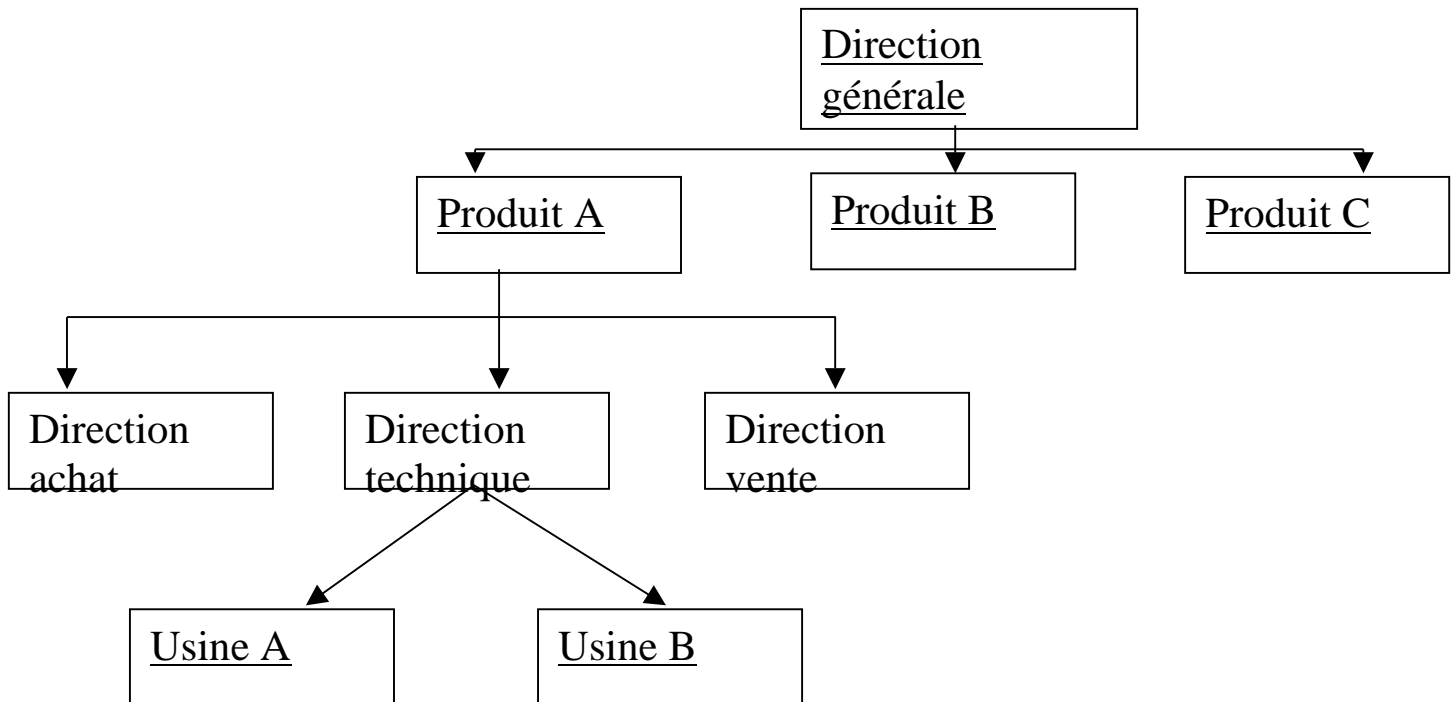 Direction
générale
Produit A
Produit B
Produit C
Direction
achat
Direction
technique
Direction
vente
Usine A
Usine B